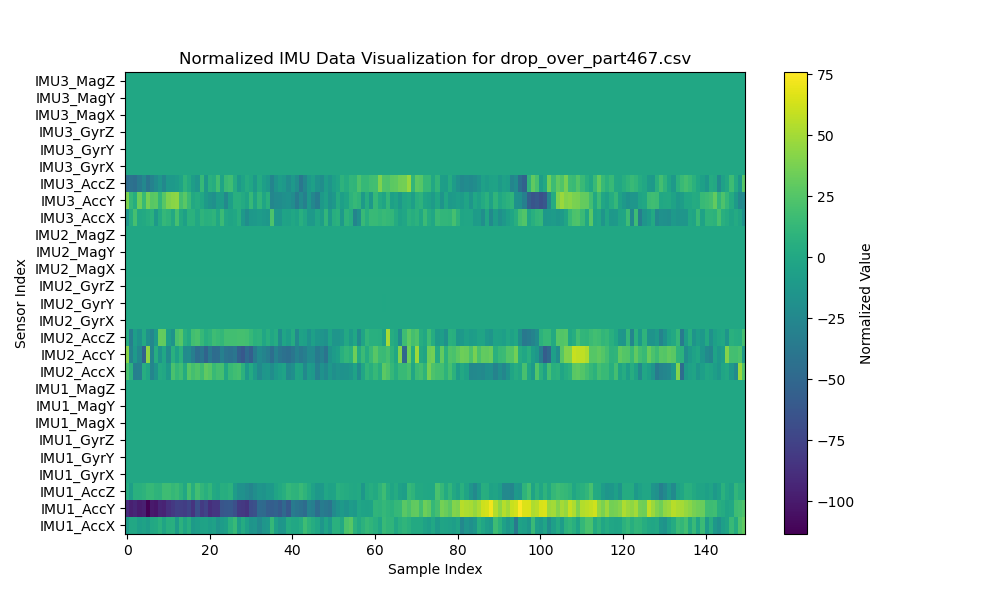 Normalized IMU Data Visualization for drop_over_part467.csv
IMU3_MagZ
IMU3_MagY
IMU3_MagX
IMU3_GyrZ
IMU3_GyrY
IMU3_GyrX
IMU3_AccZ
IMU3_AccY
IMU3_AccX
IMU2_MagZ
IMU2_MagY
IMU2_MagX
IMU2_GyrZ
IMU2_GyrY
IMU2_GyrX
IMU2_AccZ
IMU2_AccY
IMU2_AccX
IMU1_MagZ
IMU1_MagY
IMU1_MagX
IMU1_GyrZ
IMU1_GyrY
IMU1_GyrX
IMU1_AccZ
IMU1_AccY
IMU1_AccX
Sensor Index
0 20 40 60 80 100 120 140
Sample Index
75
50
25
0
−25
−50
−75
−100
Normalized Value